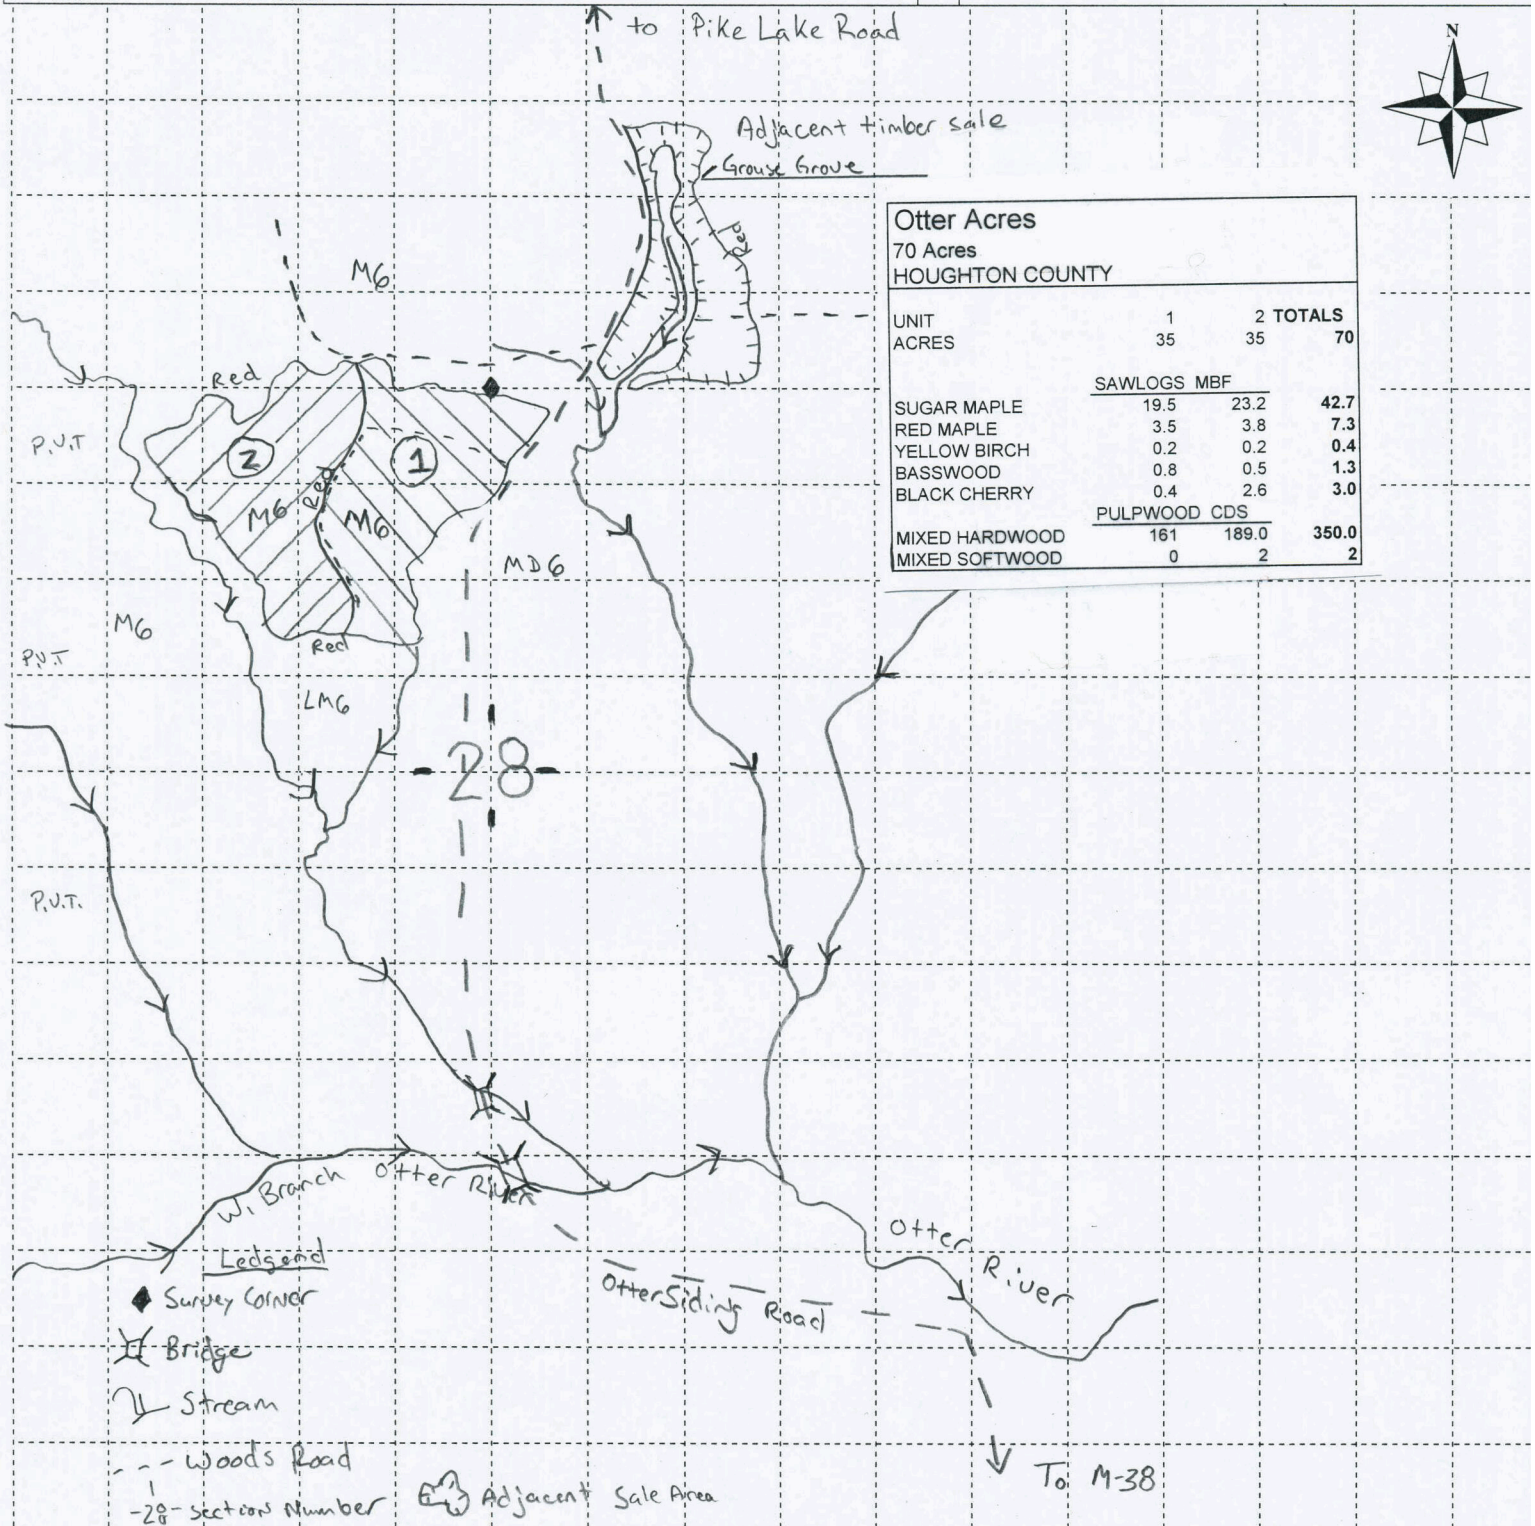 to Pike Lake Road
N
Adjacent timber sale
Grouse Grove
Red
Otter Acres
70 Acres
HOUGHTON COUNTY
UNIT 1 2 TOTALS
ACRES 35 35 70
SAWLOGS MBF
SUGAR MAPLE 19.5 23.2 42.7
RED MAPLE 3.5 3.8 7.3
YELLOW BIRCH 0.2 0.2 0.4
BASSWOOD 0.8 0.5 1.3
BLACK CHERRY 0.4 2.6 3.0
PULPWOOD CDS
MIXED HARDWOOD 161 189.0 350.0
MIXED SOFTWOOD 0 2 2
M6
Red
P.V.T
2
1
Red
M6
M6
MD6
M6
Red
P.V.T
LM6
28
P.V.T.
W. Branch Otter River
Otter River
Otter Siding Road
Ledgend
Survey Corner
Bridge
Stream
Woods Road
-28- section Number
Adjacent Sale Area
To M-38